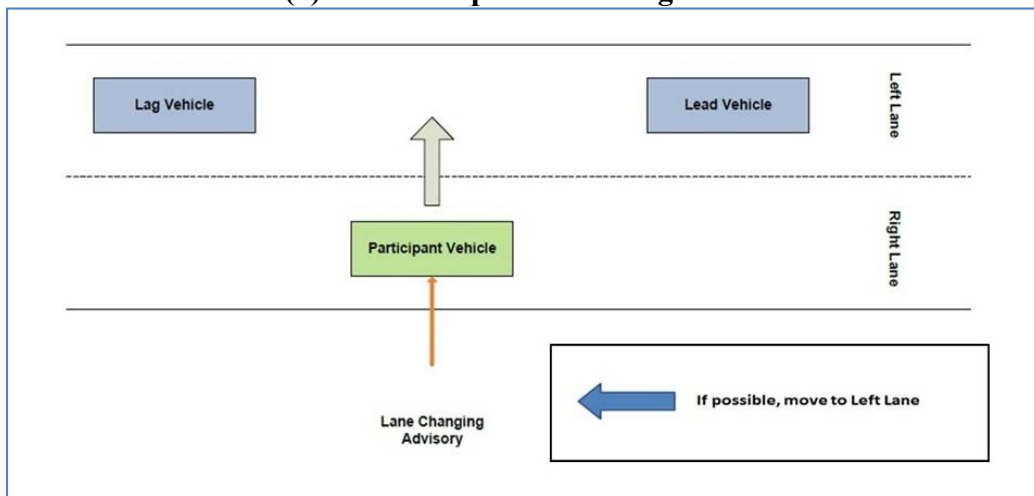 Lag Vehicle
Lead Vehicle
Left Lane
Participant Vehicle
Right Lane
If possible, move to Left Lane
Lane Changing
Advisory